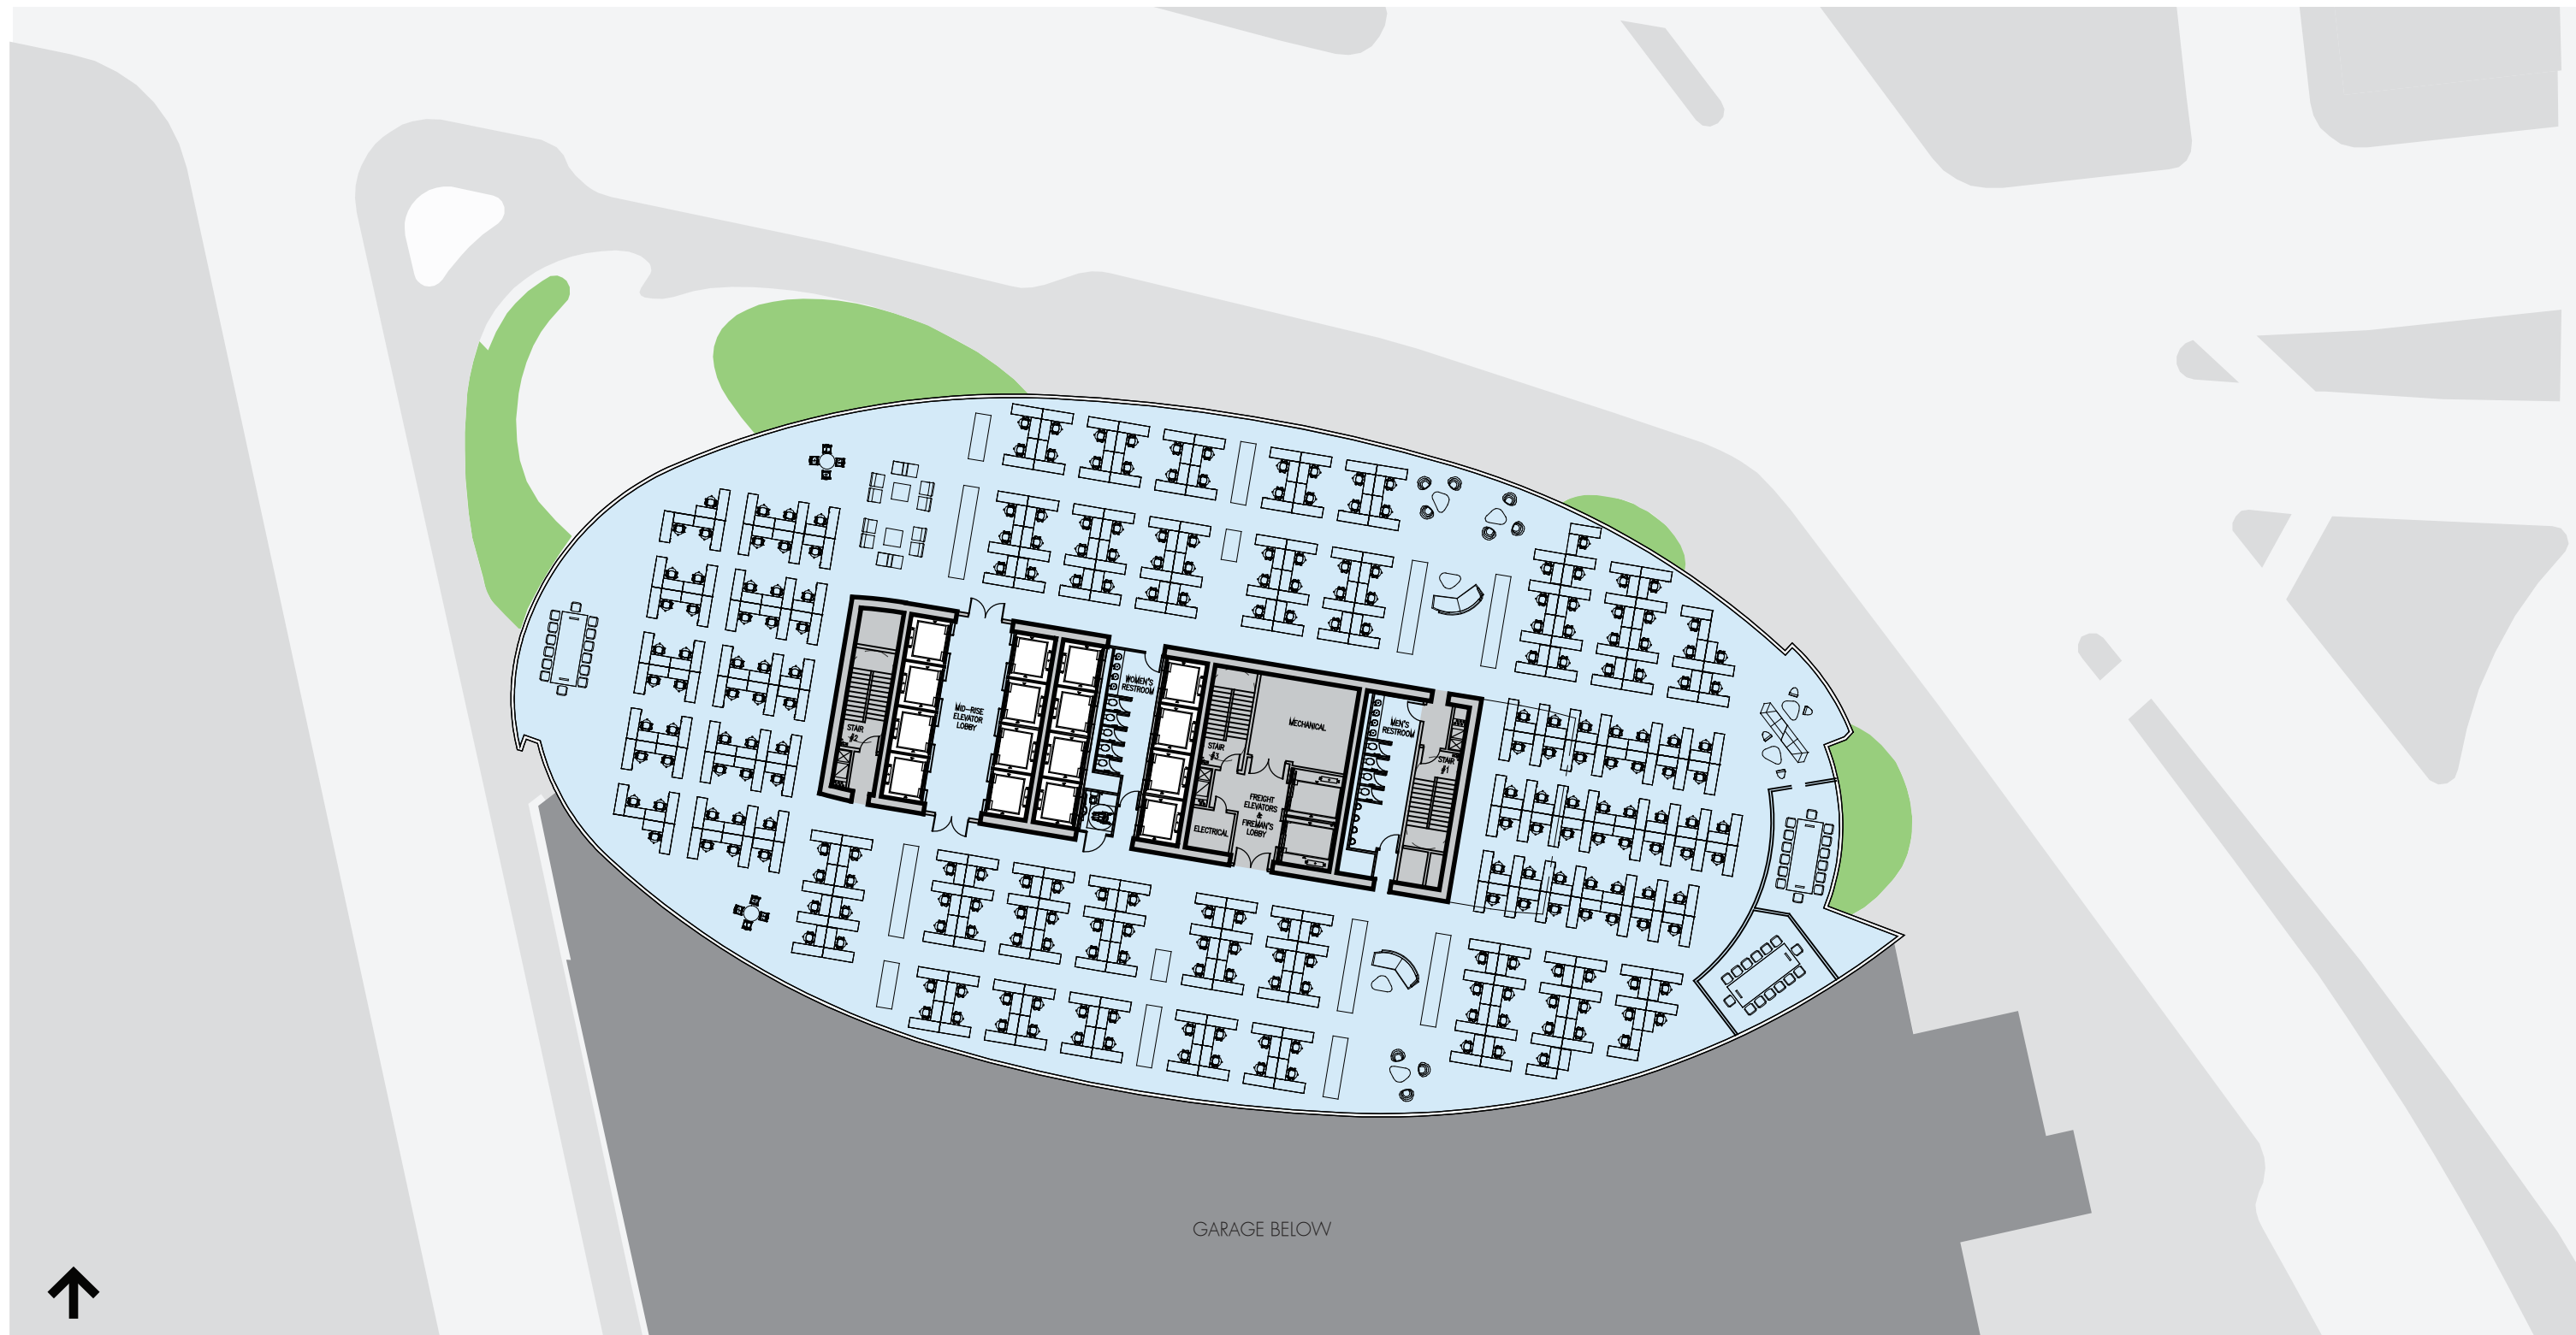 WOMEN'S
RESTROOM
MID-RISE
ELEVATOR
LOBBY
STAIR
#2
MECHANICAL
MEN'S
RESTROOM
STAIR
#3
STAIR
#1
FREIGHT
ELEVATORS
&
FIREMAN'S
LOBBY
ELECTRICAL
GARAGE BELOW